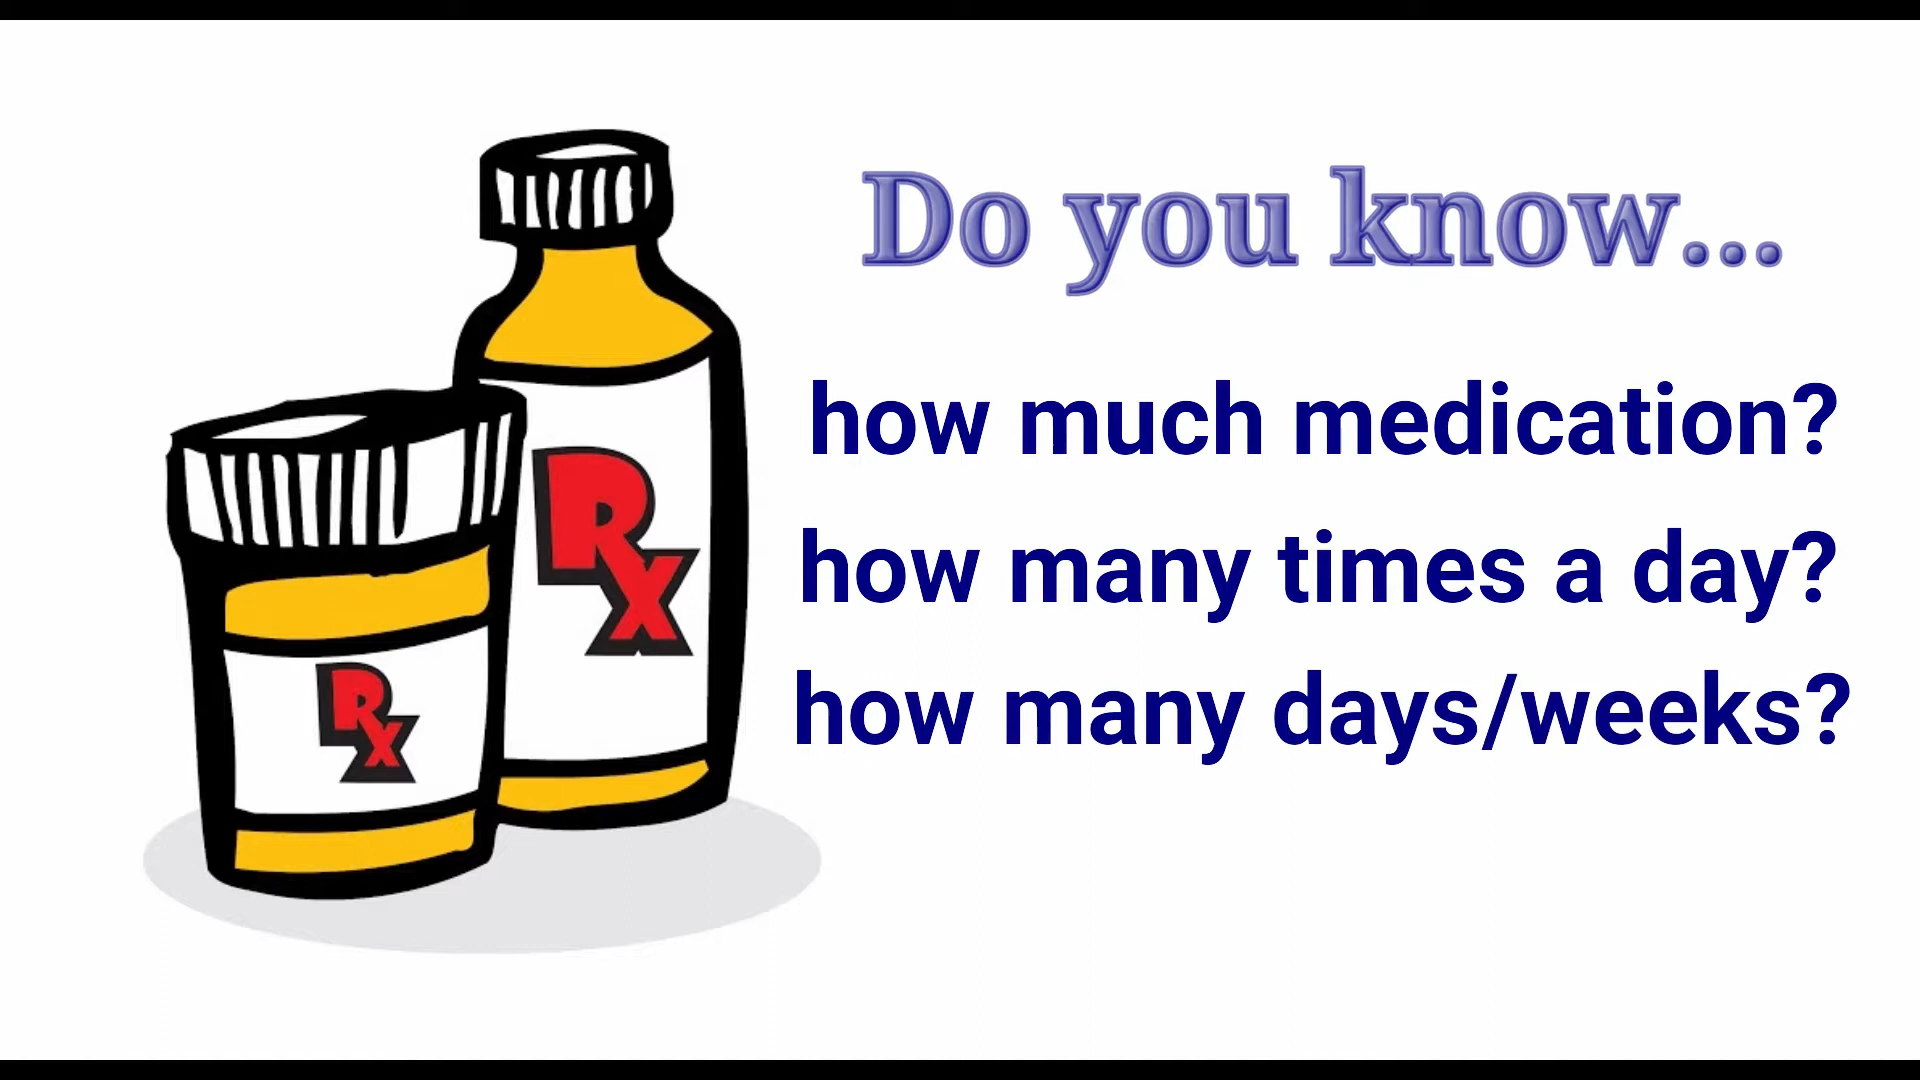 Do you know...
how much medication?
Rx
how many times a day?
Rx
how many days/weeks?